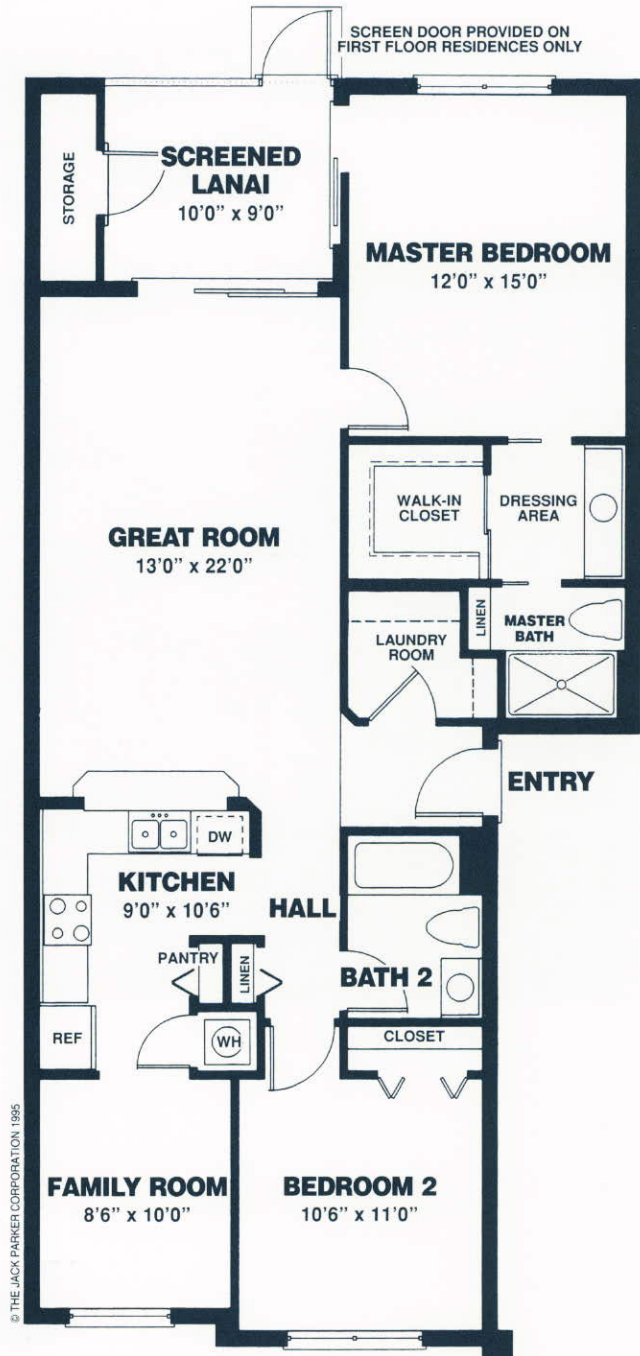 SCREEN DOOR PROVIDED ON
FIRST FLOOR RESIDENCES ONLY
STORAGE
SCREENED
LANAI
10'0" x 9'0"
MASTER BEDROOM
12'0" x 15'0"
GREAT ROOM
13'0" x 22'0"
WALK-IN
CLOSET
DRESSING
AREA
LINEN
MASTER
BATH
LAUNDRY
ROOM
ENTRY
DW
KITCHEN
9'0" x 10'6"
HALL
PANTRY
LINEN
BATH 2
REF
WH
CLOSET
FAMILY ROOM
8'6" x 10'0"
BEDROOM 2
10'6" x 11'0"
© THE JACK PARKER CORPORATION 1995